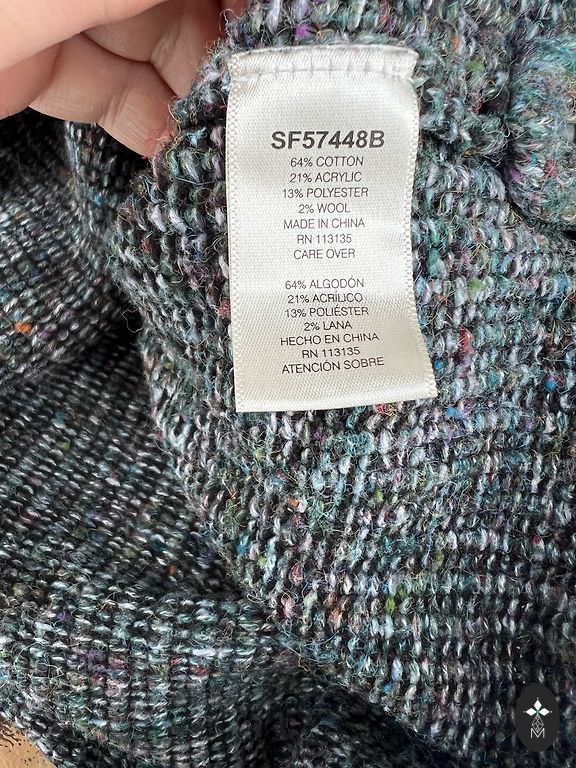 SF57448B
64% COTTON
21% ACRYLIC
13% POLYESTER
2% WOOL
MADE IN CHINA
RN 113135
CARE OVER
64% ALGODÓN
21% ACRÍLICO
13% POLIÉSTER
2% LANA
HECHO EN CHINA
RN 113135
ATENCIÓN SOBRE
M